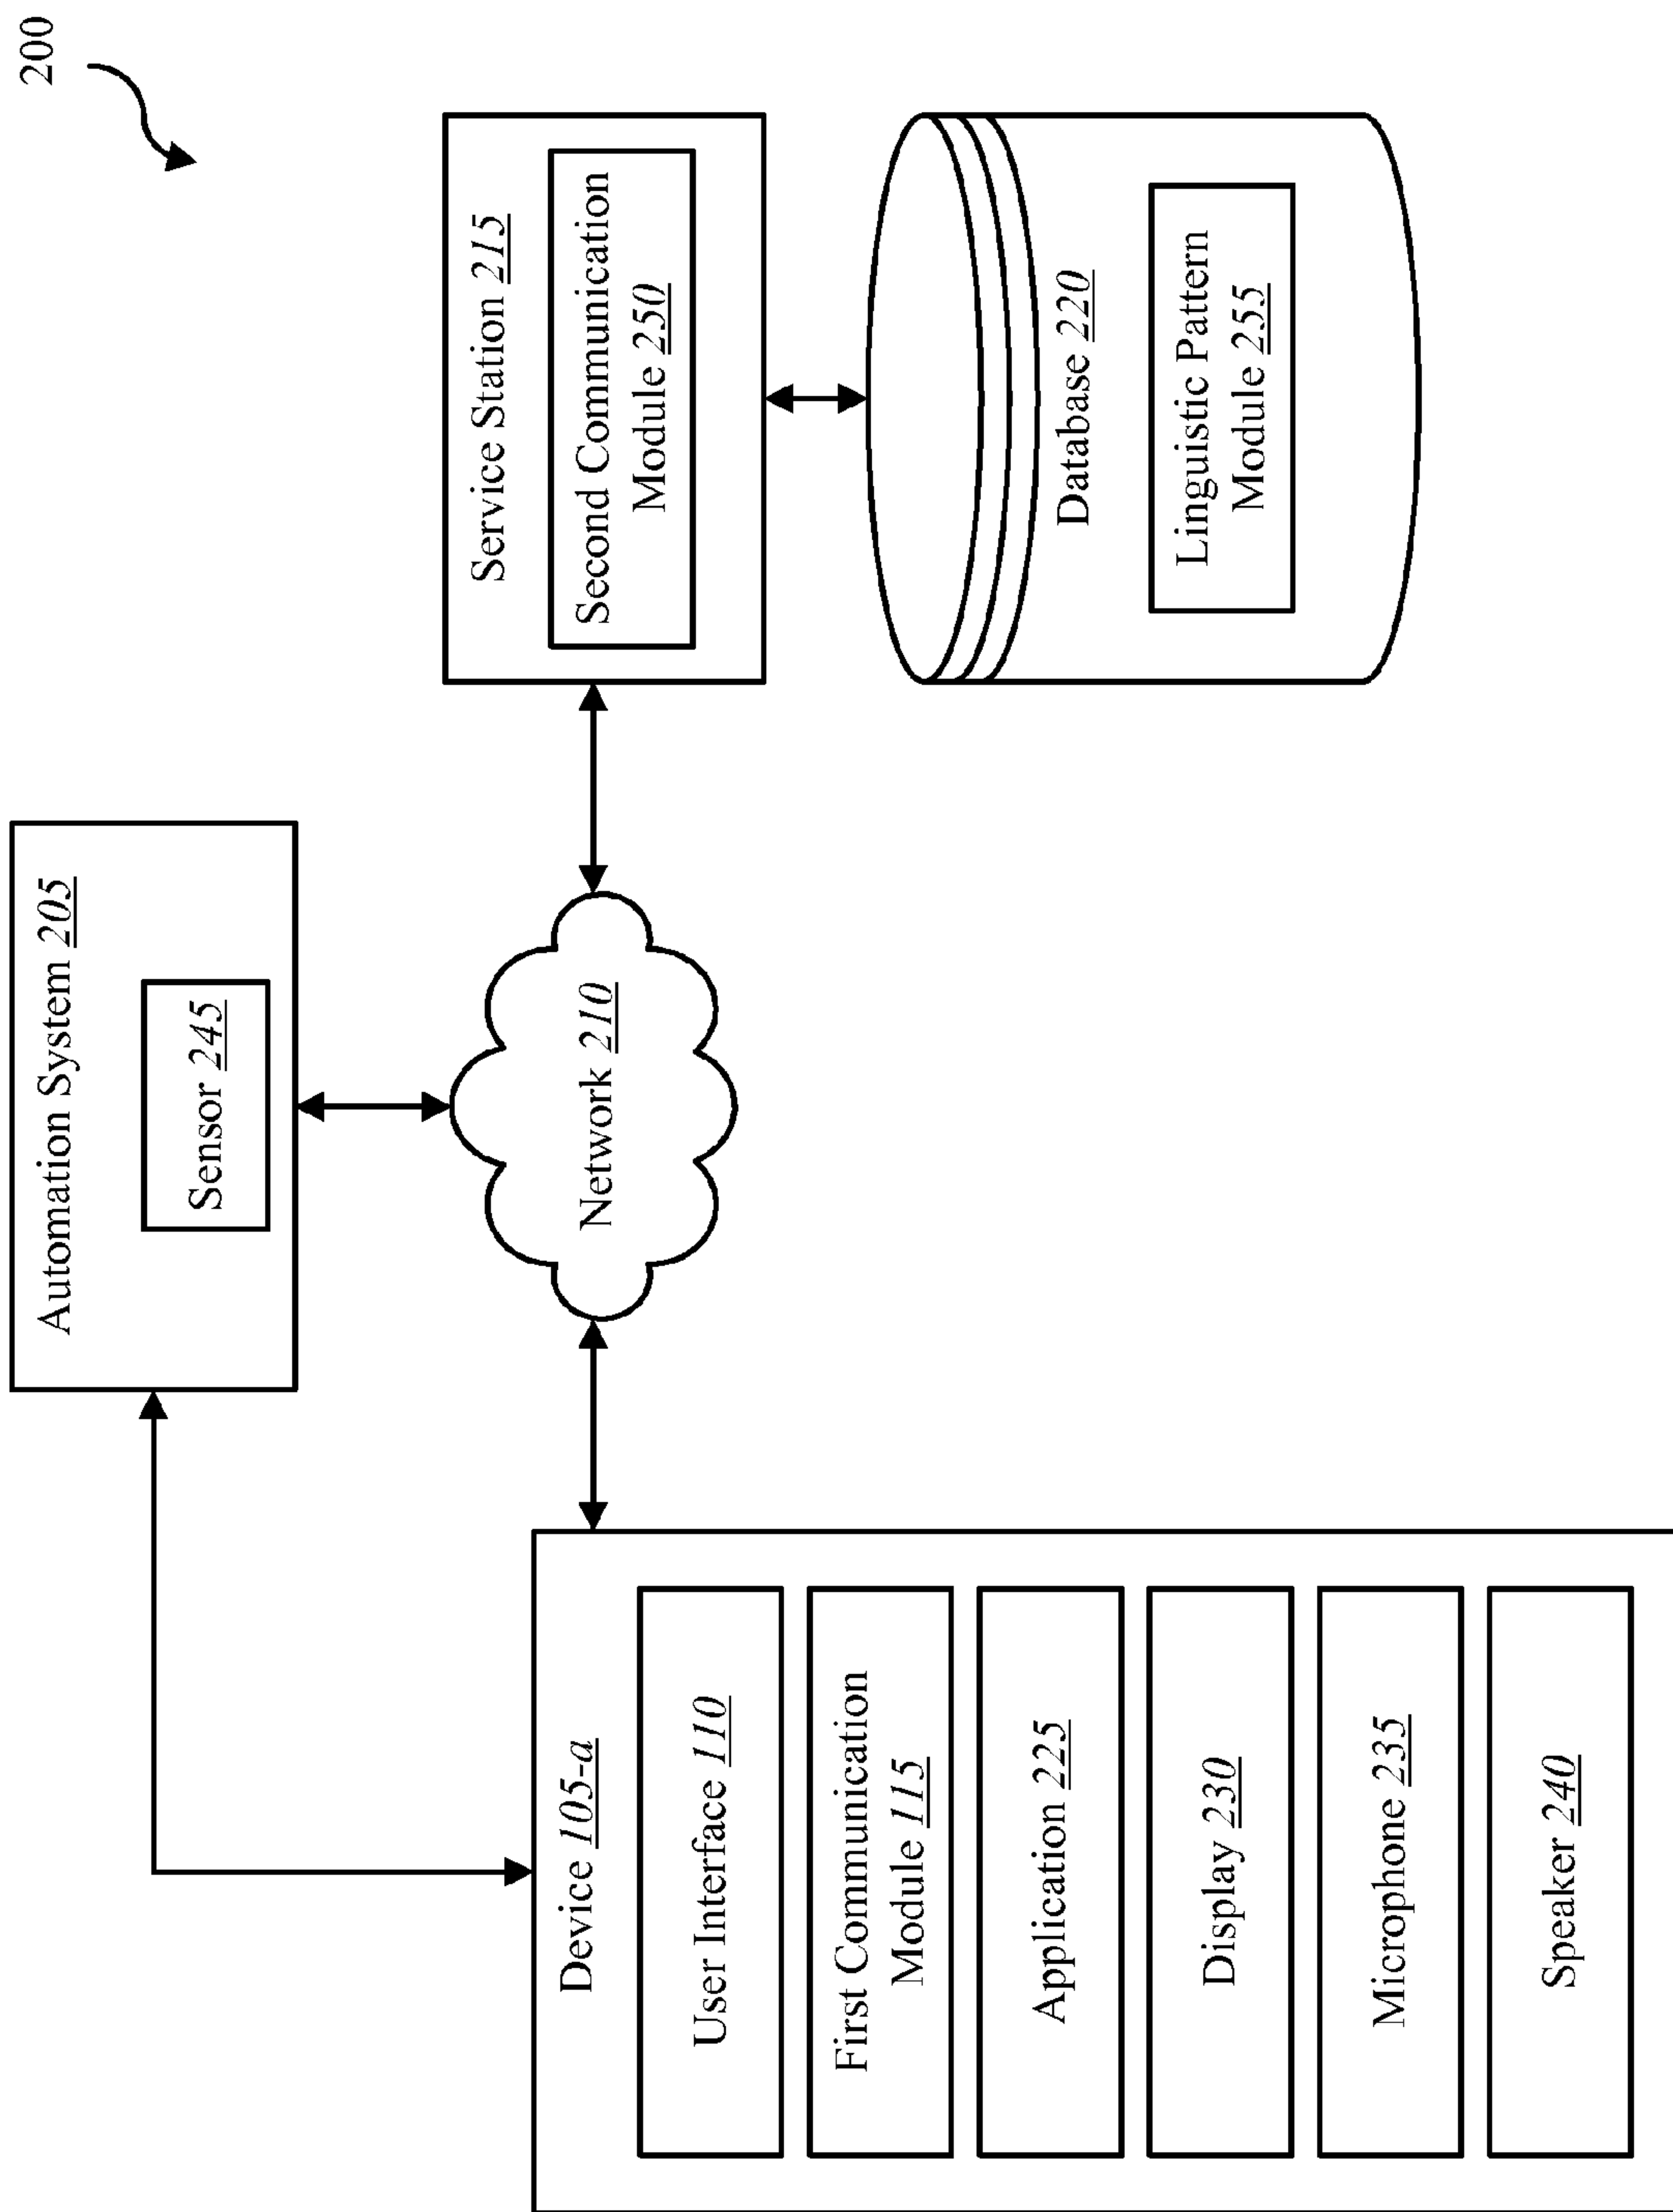 200
Automation System 205
Sensor 245
Network 210
Service Station 215
Second Communication
Module 250
Database 220
Linguistic Pattern
Module 255
Device 105-a
User Interface 110
First Communication
Module 115
Application 225
Display 230
Microphone 235
Speaker 240